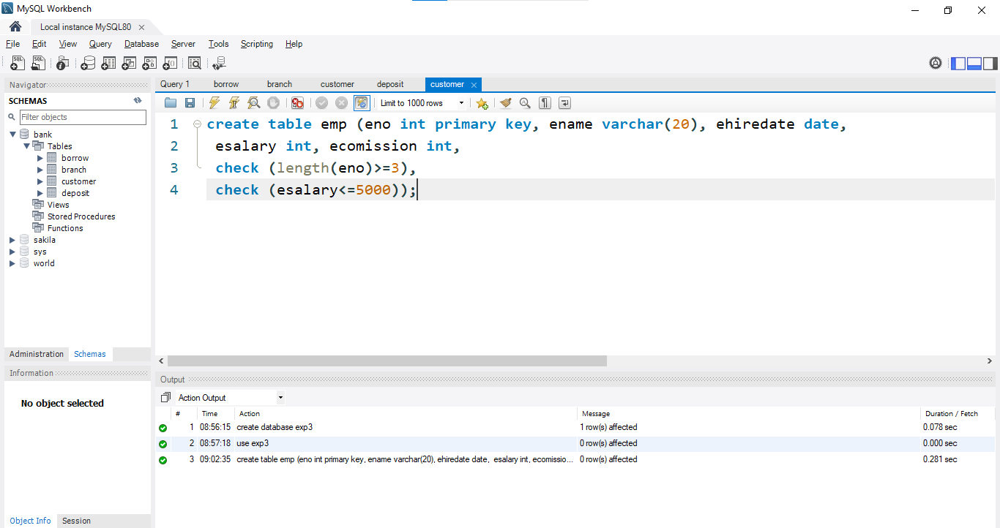 MySQL Workbench
Local instance MySQL80
File Edit View Query Database Server Tools Scripting Help
Navigator
SCHEMAS
Filter objects
bank
Tables
borrow
branch
customer
deposit
Views
Stored Procedures
Functions
sakila
sys
world
Administration Schemas
Information
No object selected
Object Info Session
Query 1 borrow branch customer deposit customer
Limit to 1000 rows
1 create table emp (eno int primary key, ename varchar(20), ehiredate date,
2 esalary int, ecomission int,
3 check (length(eno)>=3),
4 check (esalary<=5000));
Output
Action Output
# Time Action Message Duration / Fetch
1 08:56:15 create database exp3 1 row(s) affected 0.078 sec
2 08:57:18 use exp3 0 row(s) affected 0.000 sec
3 09:02:35 create table emp (eno int primary key, ename varchar(20), ehiredate date, esalary int, ecomissio... 0 row(s) affected 0.281 sec